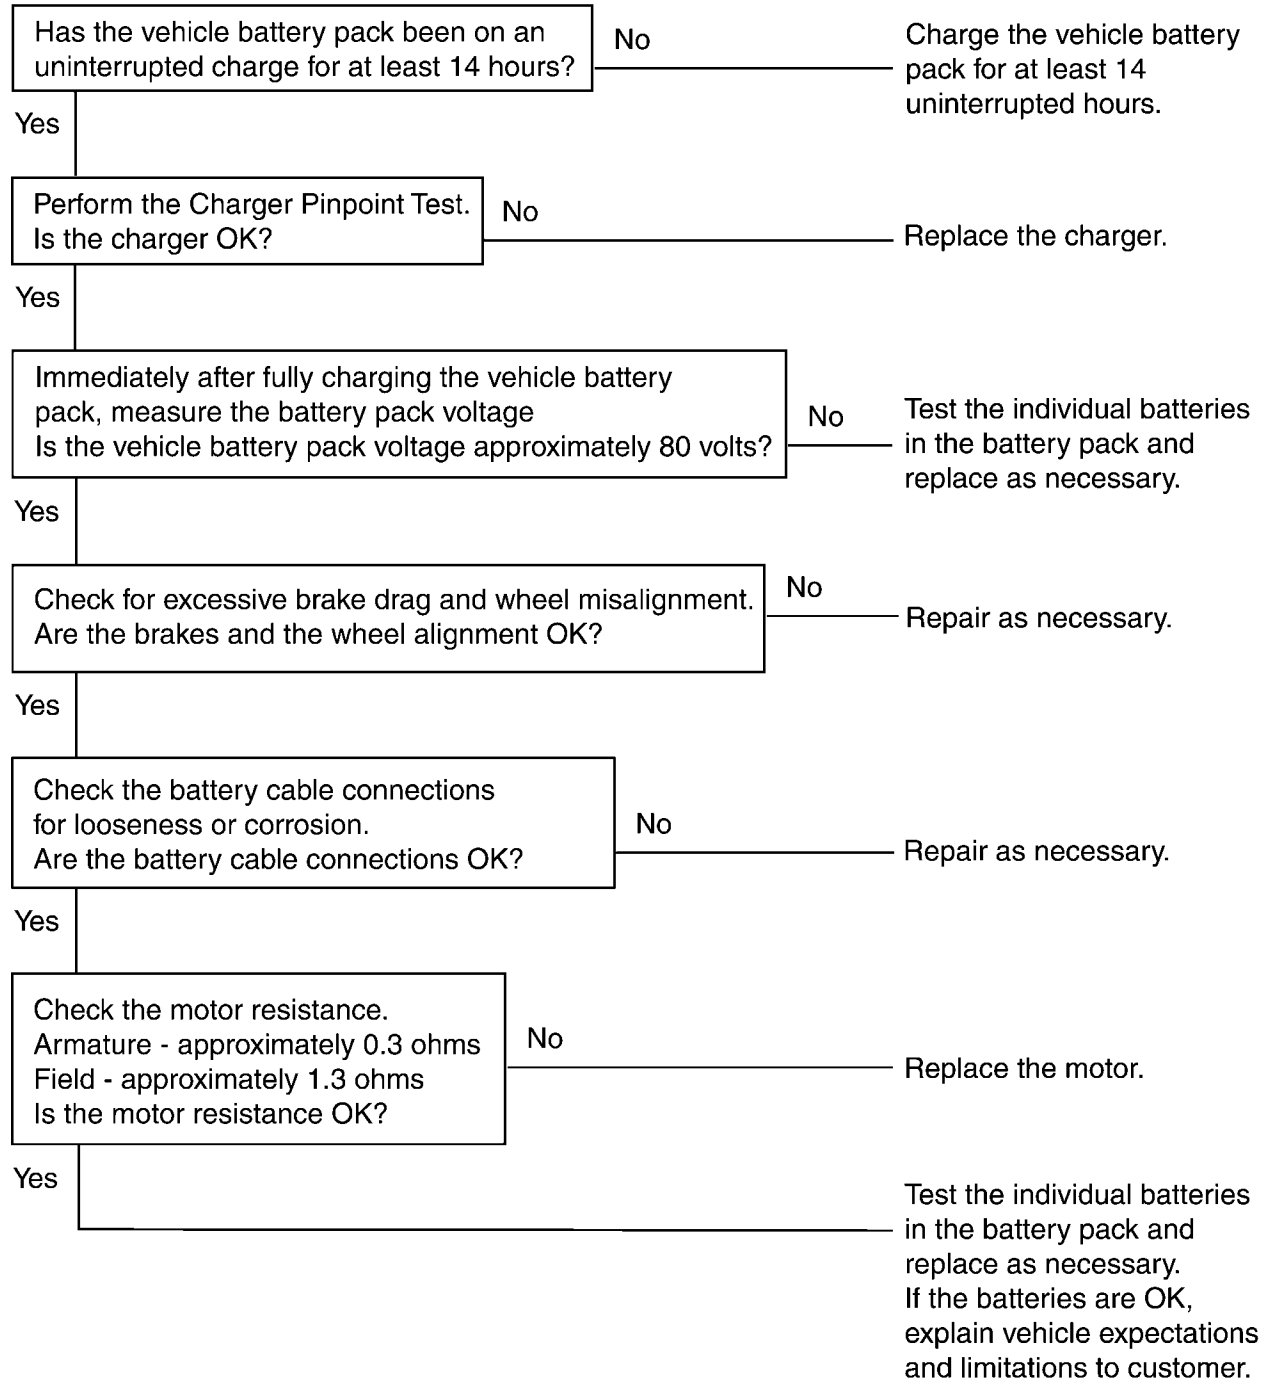 Has the vehicle battery pack been on an
uninterrupted charge for at least 14 hours?
No
Charge the vehicle battery
pack for at least 14
uninterrupted hours.
Yes
Perform the Charger Pinpoint Test.
Is the charger OK?
No
Replace the charger.
Yes
Immediately after fully charging the vehicle battery
pack, measure the battery pack voltage
Is the vehicle battery pack voltage approximately 80 volts?
No
Test the individual batteries
in the battery pack and
replace as necessary.
Yes
Check for excessive brake drag and wheel misalignment.
Are the brakes and the wheel alignment OK?
No
Repair as necessary.
Yes
Check the battery cable connections
for looseness or corrosion.
Are the battery cable connections OK?
No
Repair as necessary.
Yes
Check the motor resistance.
Armature - approximately 0.3 ohms
Field - approximately 1.3 ohms
Is the motor resistance OK?
No
Replace the motor.
Yes
Test the individual batteries
in the battery pack and
replace as necessary.
If the batteries are OK,
explain vehicle expectations
and limitations to customer.